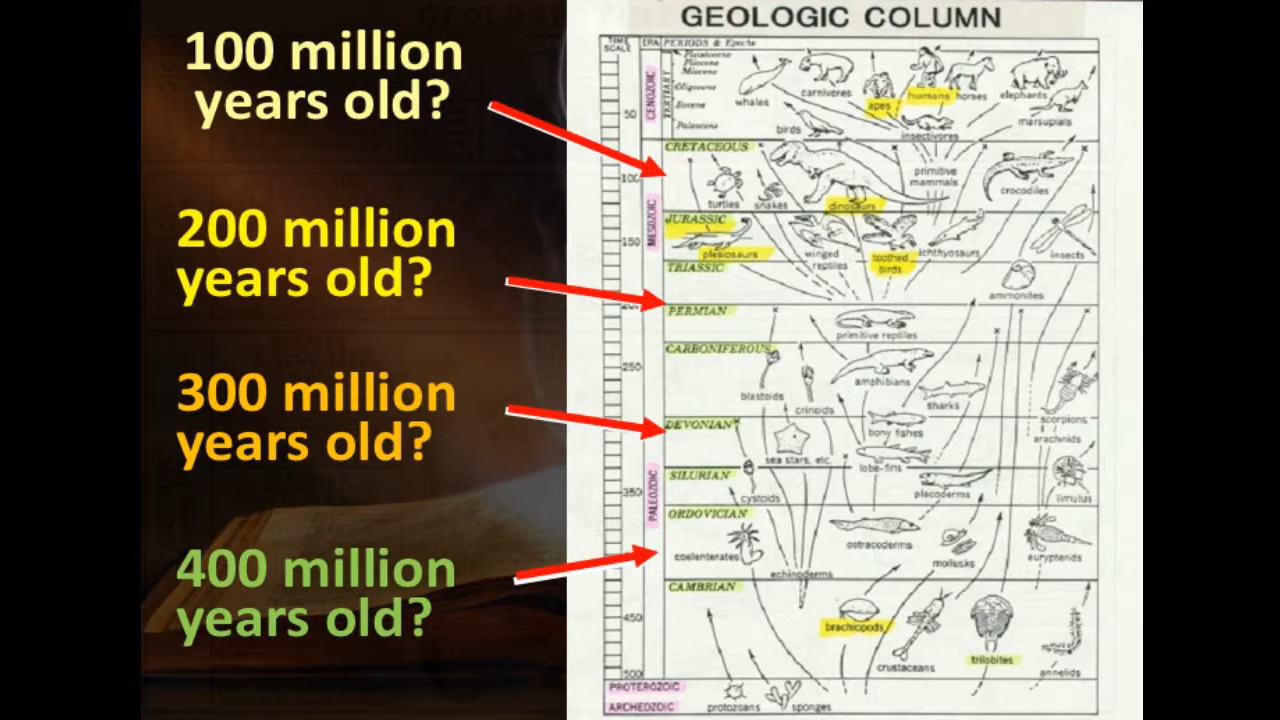 100 million
years old?
200 million
years old?
300 million
years old?
400 million
years old?
GEOLOGIC COLUMN
TIME SCALE
ERA
PERIODS & Epochs
CENOZOIC
TERTIARY
Pleistocene
Pliocene
Miocene
Oligocene
Eocene
Paleocene
50
whales
carnivores
apes
humans
horses
elephants
birds
insectivores
marsupials
MESOZOIC
CRETACEOUS
100
turtles
snakes
dinosaurs
primitive
mammals
crocodiles
JURASSIC
150
plesiosaurs
winged
reptiles
toothed
birds
ichthyosaurs
insects
TRIASSIC
ammonites
200
PERMIAN
primitive reptiles
CARBONIFEROUS
250
blastoids
crinoids
amphibians
sharks
scorpions
arachnids
PALEOZOIC
DEVONIAN
sea stars, etc.
bony fishes
lobe-fins
SILURIAN
350
cystoids
placoderms
limulus
ORDOVICIAN
coelenterates
echinoderms
ostracoderms
mollusks
eurypterids
CAMBRIAN
450
brachiopods
crustaceans
trilobites
annelids
500
PROTEROZOIC
ARCHEOZOIC
protozoans
sponges